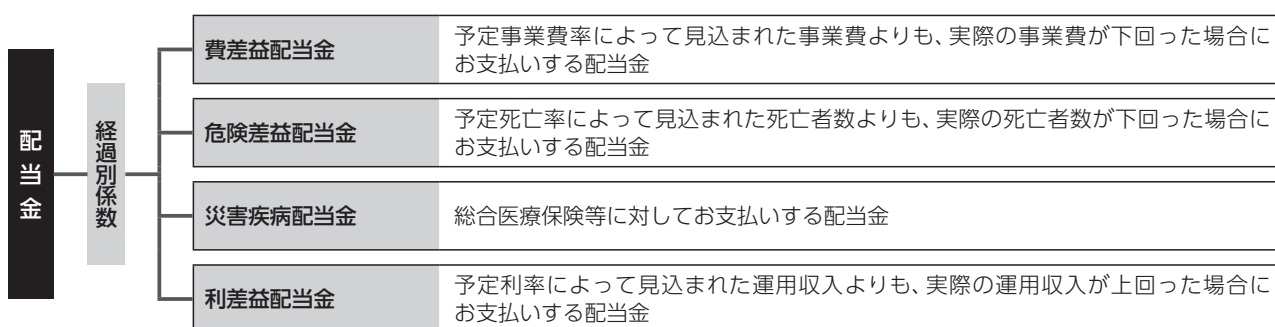 配当金
経過別係数
費差益配当金
予定事業費率によって見込まれた事業費よりも、実際の事業費が下回った場合に
お支払いする配当金
危険差益配当金
予定死亡率によって見込まれた死亡者数よりも、実際の死亡者数が下回った場合に
お支払いする配当金
災害疾病配当金
総合医療保険等に対してお支払いする配当金
利差益配当金
予定利率によって見込まれた運用収入よりも、実際の運用収入が上回った場合に
お支払いする配当金